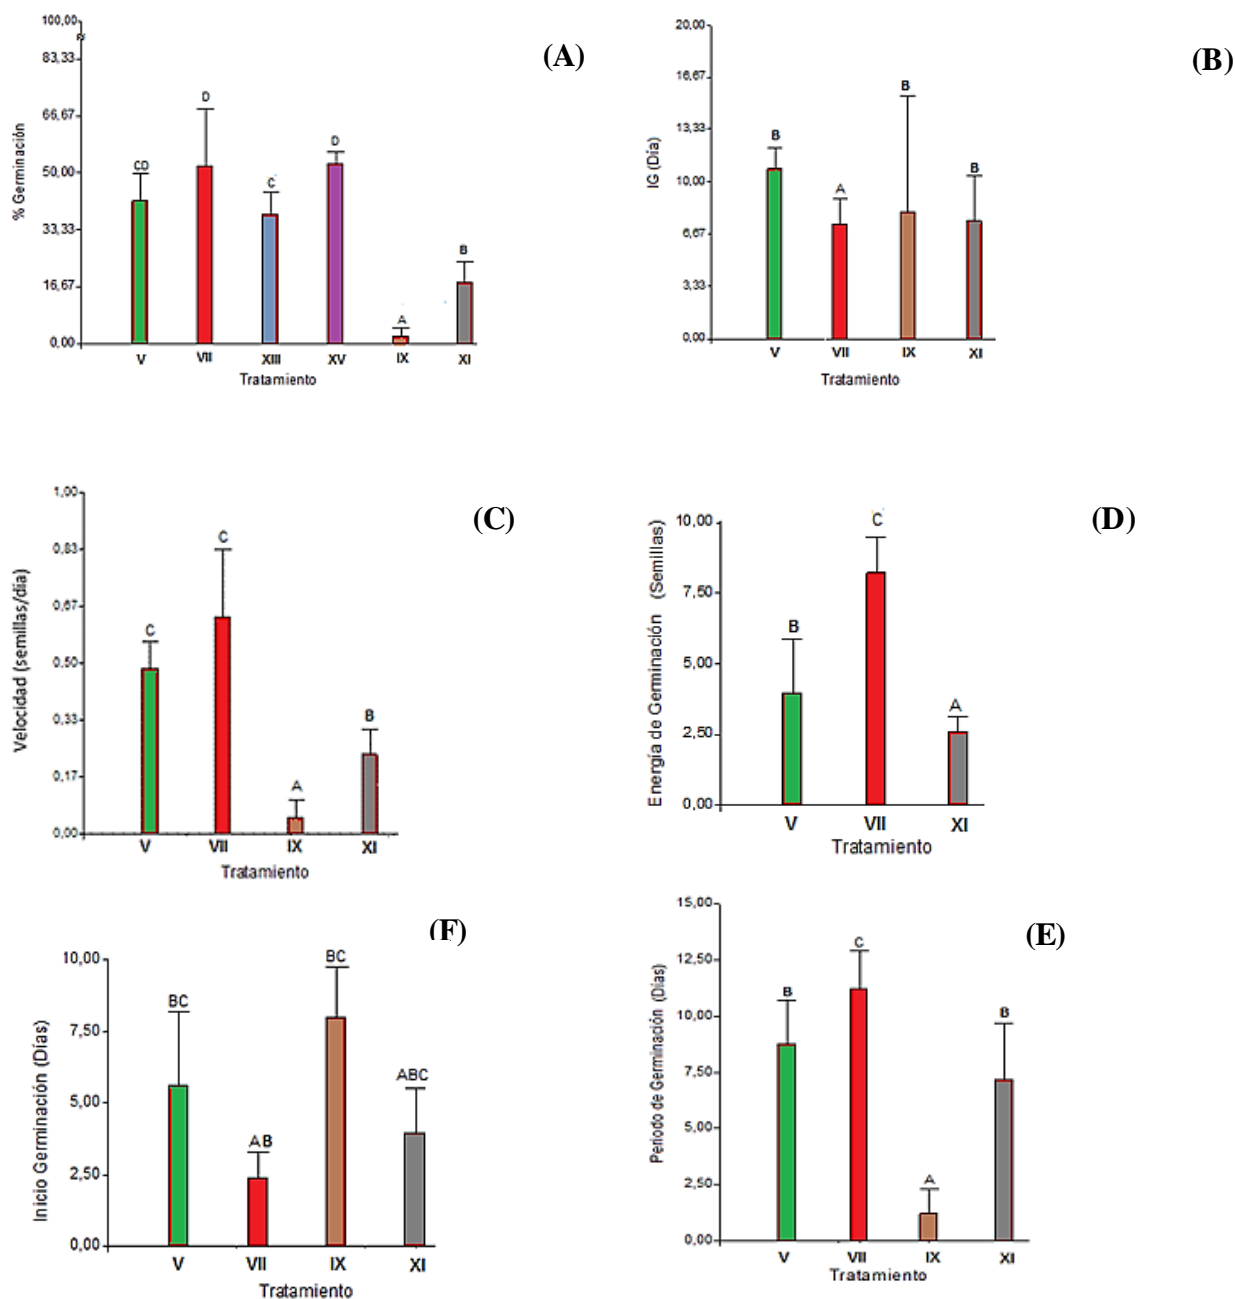 (A)
% Germinación
100,00
83,33
66,67
50,00
33,33
16,67
0,00
CD
D
C
D
A
B
V VII XIII XV IX XI
Tratamiento
(B)
IG (Día)
20,00
16,67
13,33
10,00
6,67
3,33
0,00
B
A
B
B
V VII IX XI
Tratamiento
(C)
Velocidad (semillas/dia)
1,00
0,83
0,67
0,50
0,33
0,17
0,00
C
C
A
B
V VII IX XI
Tratamiento
(D)
Energía de Germinación (Semillas)
10,00
7,50
5,00
2,50
0,00
B
C
A
V VII XI
Tratamiento
(F)
Inicio Germinación (Días)
10,00
7,50
5,00
2,50
0,00
BC
AB
BC
ABC
V VII IX XI
Tratamiento
(E)
Periodo de Germinación (Días)
15,00
12,50
10,00
7,50
5,00
2,50
0,00
B
C
A
B
V VII IX XI
Tratamiento